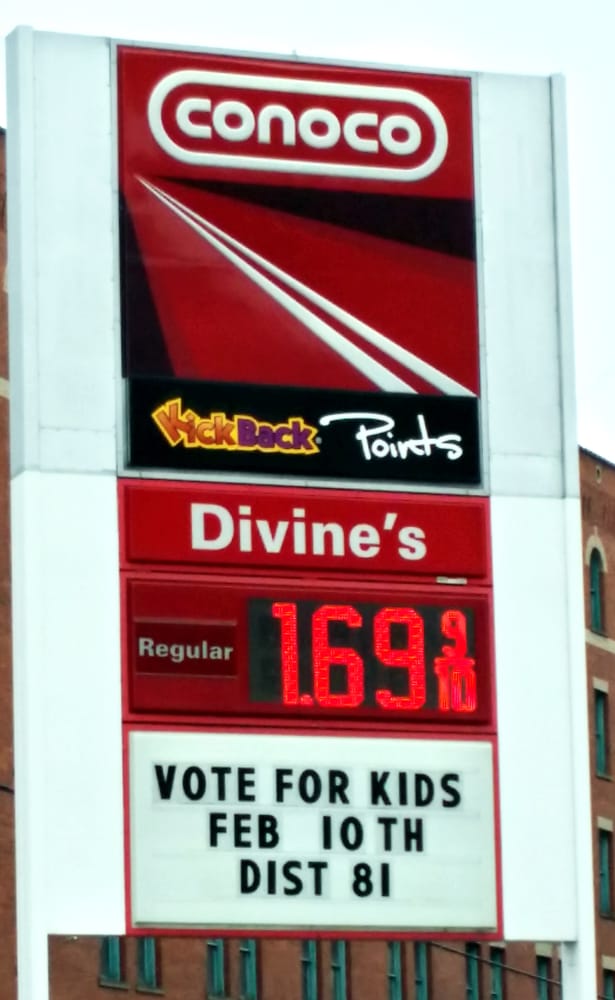 conoco
KickBack Points
Divine's
Regular 1.69 9/10
VOTE FOR KIDS
FEB 10TH
DIST 81